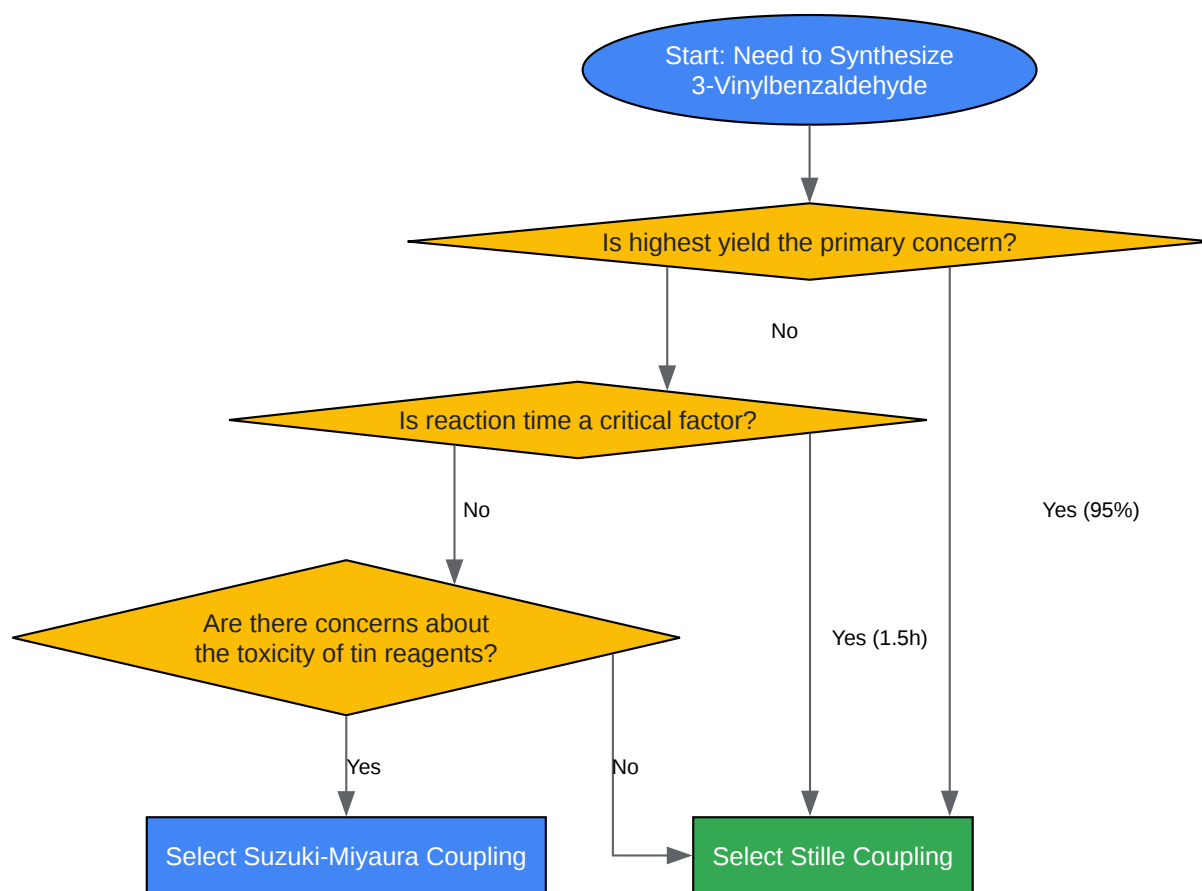 Start: Need to Synthesize
3-Vinylbenzaldehyde
Is highest yield the primary concern?
No
Is reaction time a critical factor?
No
Yes (95%)
Are there concerns about
the toxicity of tin reagents?
Yes (1.5h)
Yes
No
Select Suzuki-Miyaura Coupling
Select Stille Coupling